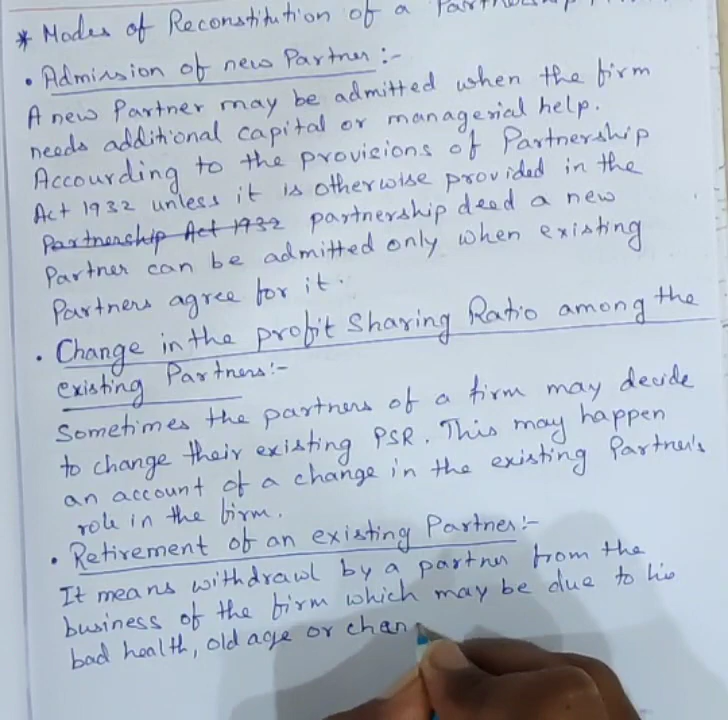 * Modes of Reconstitution of a Partnership
• Admission of new Partner :-
A new Partner may be admitted when the firm
needs additional capital or managerial help.
Accourding to the provisions of Partnership
Act 1932 unless it is otherwise provided in the
Partnership Act 1932 partnership deed a new
Partner can be admitted only when existing
Partners agree for it.
• Change in the profit Sharing Ratio among the
existing Partners:-
Sometimes the partners of a firm may decide
to change their existing PSR. This may happen
an account of a change in the existing Partner's
role in the firm.
• Retirement of an existing Partner:-
It means withdrawl by a partner from the
business of the firm which may be due to his
bad health, old age or chan